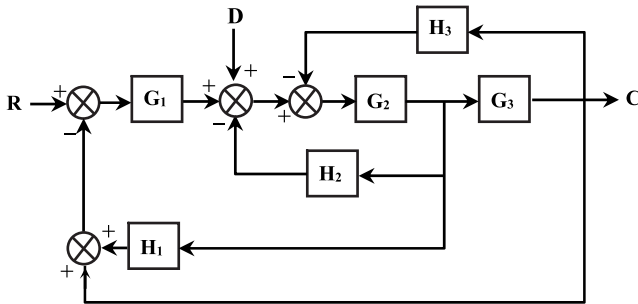 D
H₃
+
+
−
R
+
G₁
+
G₂
G₃
C
−
−
+
H₂
+
H₁
+